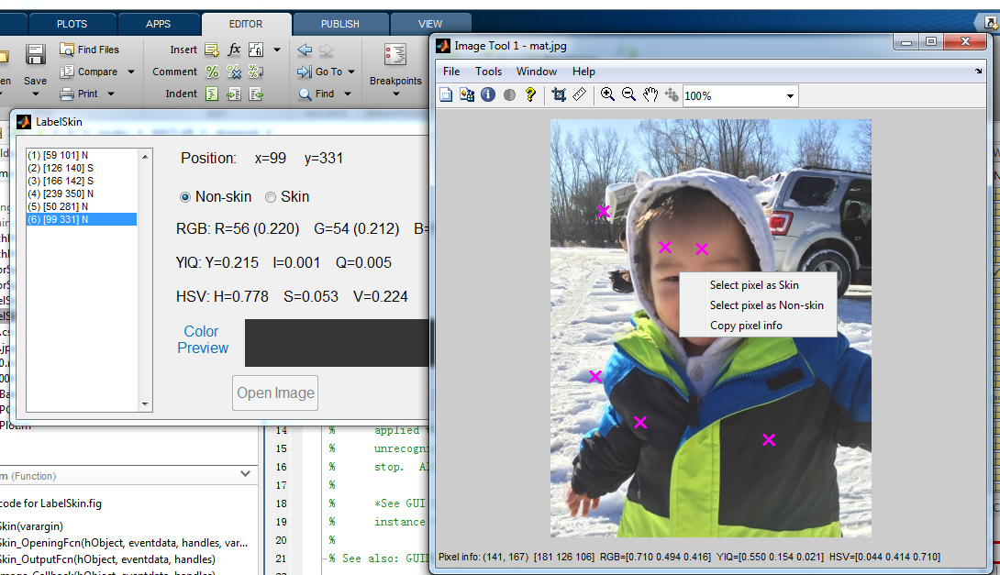 PLOTS APPS EDITOR PUBLISH VIEW
Find Files Insert fx
Save Compare Comment Go To Breakpoints
Print Indent Find
LabelSkin
(1) [59 101] N
(2) [126 140] S
(3) [166 142] S
(4) [239 350] N
(5) [50 281] N
(6) [99 331] N
Position: x=99 y=331
Non-skin Skin
RGB: R=56 (0.220) G=54 (0.212) B=
YIQ: Y=0.215 I=0.001 Q=0.005
HSV: H=0.778 S=0.053 V=0.224
Color
Preview
Open Image
Image Tool 1 - mat.jpg
File Tools Window Help
100%
Select pixel as Skin
Select pixel as Non-skin
Copy pixel info
Pixel info: (141, 167) [181 126 106] RGB=[0.710 0.494 0.416] YIQ=[0.550 0.154 0.021] HSV=[0.044 0.414 0.710]
14 % applied
15 % unrecogni
16 % stop. Al
17 %
18 % *See GUI
19 % instance
20 %
21 % See also: GUI
m (Function)
code for LabelSkin.fig
Skin(varargin)
Skin_OpeningFcn(hObject, eventdata, handles, var...
Skin_OutputFcn(hObject, eventdata, handles)